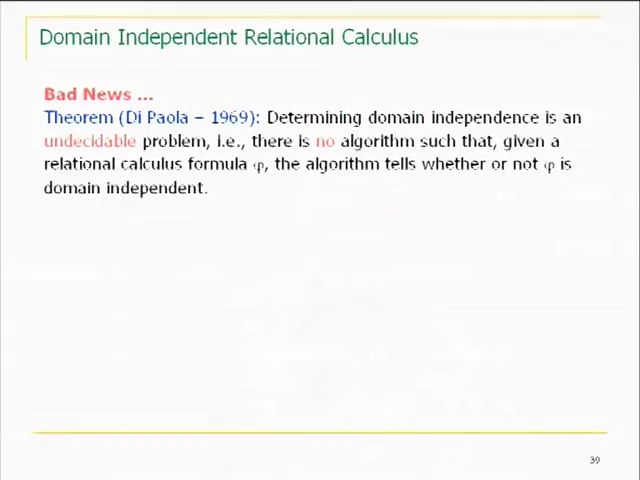 Domain Independent Relational Calculus
Bad News ...
Theorem (Di Paola – 1969): Determining domain independence is an
undecidable problem, i.e., there is no algorithm such that, given a
relational calculus formula φ, the algorithm tells whether or not φ is
domain independent.
39